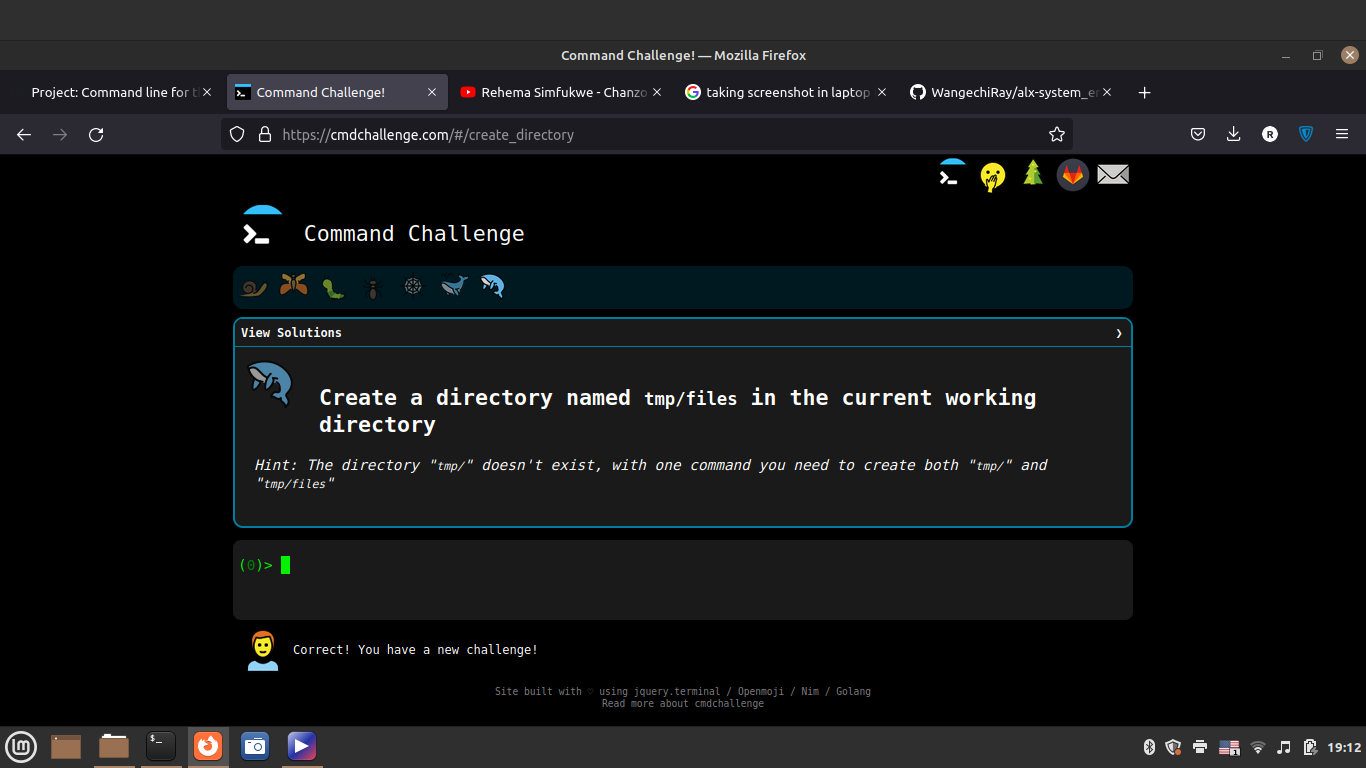 Command Challenge! — Mozilla Firefox
Project: Command line for t
Command Challenge!
Rehema Simfukwe - Chanzo
taking screenshot in laptop
WangechiRay/alx-system_er
https://cmdchallenge.com/#/create_directory
R
Command Challenge
View Solutions
Create a directory named tmp/files in the current working
directory
Hint: The directory "tmp/" doesn't exist, with one command you need to create both "tmp/" and
"tmp/files"
(0)>
Correct! You have a new challenge!
Site built with ♡ using jquery.terminal / Openmoji / Nim / Golang
Read more about cmdchallenge
$_
1
19:12